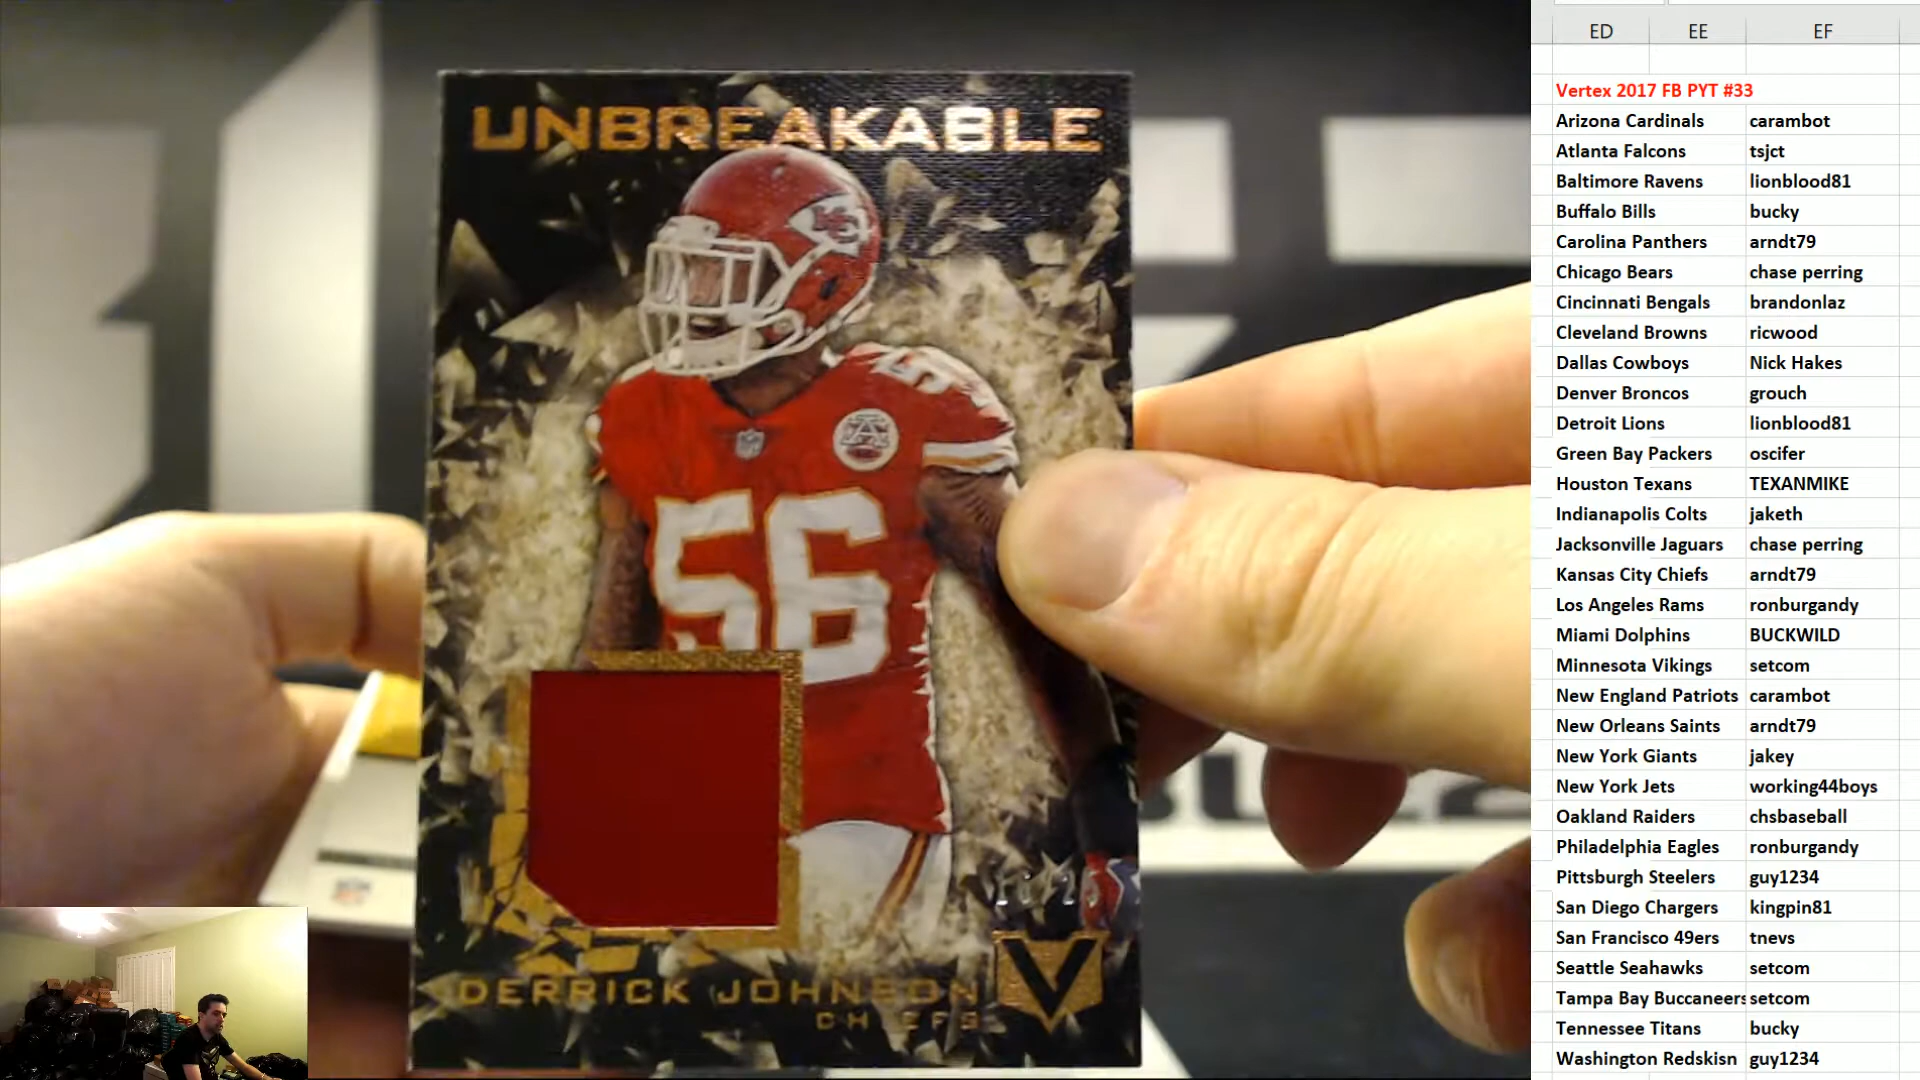 UNBREAKABLE
KC
56
56
DERRICK JOHNSON
CHIEFS
V
ED EE EF
Vertex 2017 FB PYT #33
Arizona Cardinals carambot
Atlanta Falcons tsjct
Baltimore Ravens lionblood81
Buffalo Bills bucky
Carolina Panthers arndt79
Chicago Bears chase perring
Cincinnati Bengals brandonlaz
Cleveland Browns ricwood
Dallas Cowboys Nick Hakes
Denver Broncos grouch
Detroit Lions lionblood81
Green Bay Packers oscifer
Houston Texans TEXANMIKE
Indianapolis Colts jaketh
Jacksonville Jaguars chase perring
Kansas City Chiefs arndt79
Los Angeles Rams ronburgandy
Miami Dolphins BUCKWILD
Minnesota Vikings setcom
New England Patriots carambot
New Orleans Saints arndt79
New York Giants jakey
New York Jets working44boys
Oakland Raiders chsbaseball
Philadelphia Eagles ronburgandy
Pittsburgh Steelers guy1234
San Diego Chargers kingpin81
San Francisco 49ers tnevs
Seattle Seahawks setcom
Tampa Bay Buccaneers setcom
Tennessee Titans bucky
Washington Redskisn guy1234